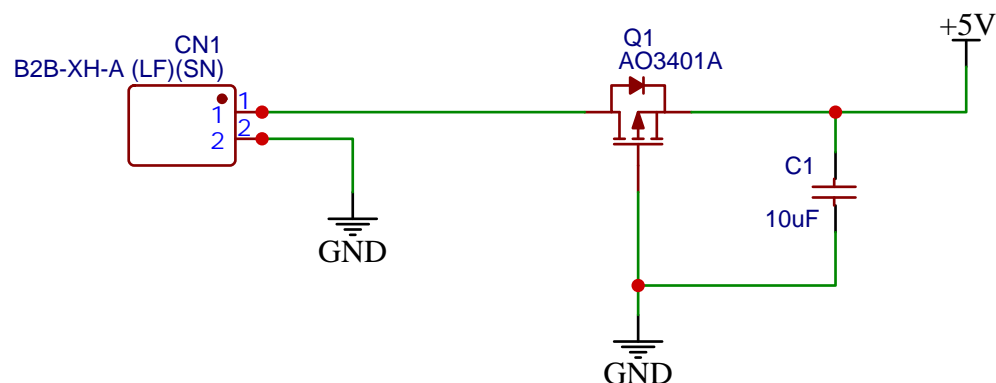 +5V
CN1
B2B-XH-A (LF)(SN)
Q1
AO3401A
1
1
2
2
C1
10uF
GND
GND